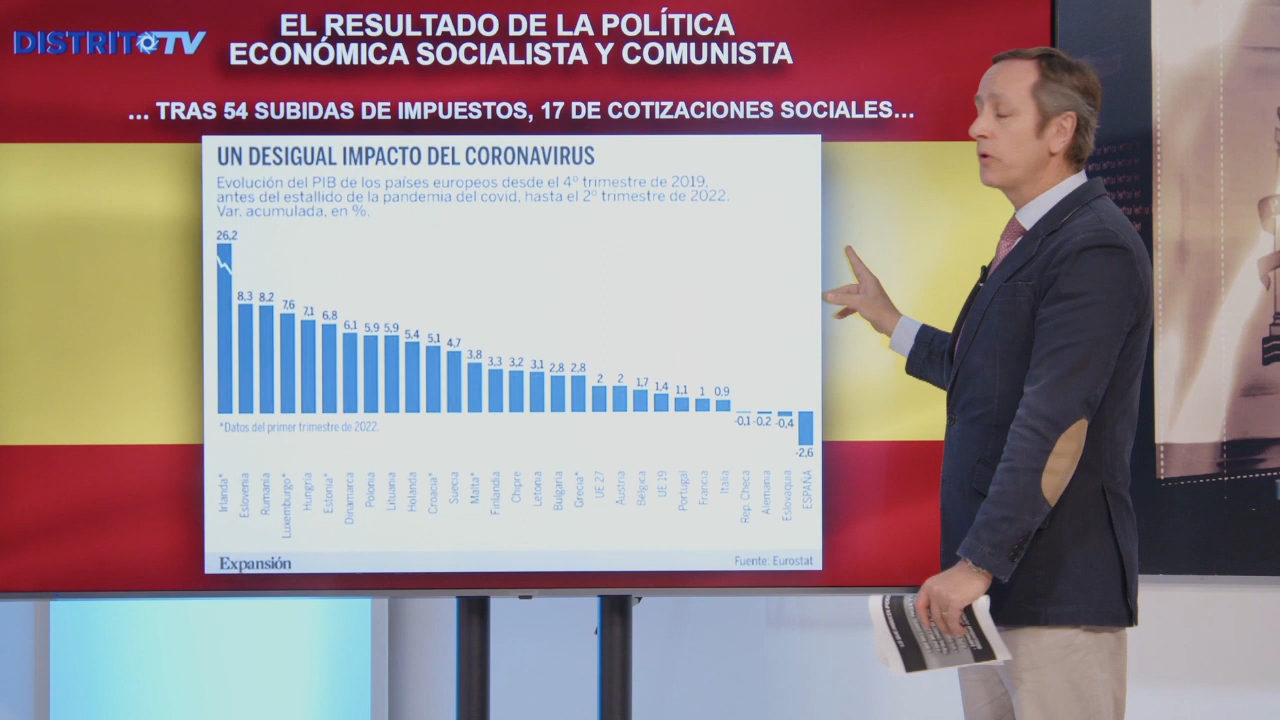 DISTRITOTV
EL RESULTADO DE LA POLÍTICA
ECONÓMICA SOCIALISTA Y COMUNISTA
... TRAS 54 SUBIDAS DE IMPUESTOS, 17 DE COTIZACIONES SOCIALES...
UN DESIGUAL IMPACTO DEL CORONAVIRUS
Evolución del PIB de los países europeos desde el 4º trimestre de 2019,
antes del estallido de la pandemia del covid, hasta el 2º trimestre de 2022.
Var. acumulada, en %.
26,2 8,3 8,2 7,6 7,1 6,8 6,1 5,9 5,9 5,4 5,1 4,7 3,8 3,3 3,2 3,1 2,8 2,8 2 2 1,7 1,4 1,1 1 0,9 -0,1 -0,2 -0,4 -2,6
*Datos del primer trimestre de 2022.
Irlanda* Eslovenia Rumanía Luxemburgo* Hungría Estonia* Dinamarca Polonia Lituania Holanda Croacia* Suecia Malta* Finlandia Chipre Letonia Bulgaria Grecia* UE 27 Austria Bélgica UE 19 Portugal Francia Italia Rep. Checa Alemania Eslovaquia ESPAÑA
Expansión
Fuente: Eurostat